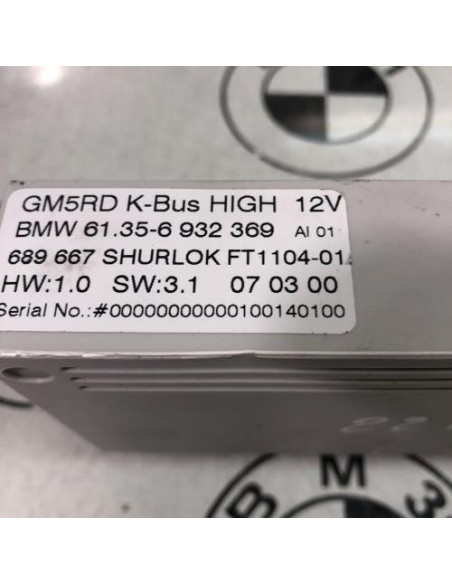 GM5RD K-Bus HIGH 12V
BMW 61.35-6 932 369 AI 01
689 667 SHURLOK FT1104-01
HW:1.0 SW:3.1 07 03 00
Serial No.:#00000000000100140100
B M